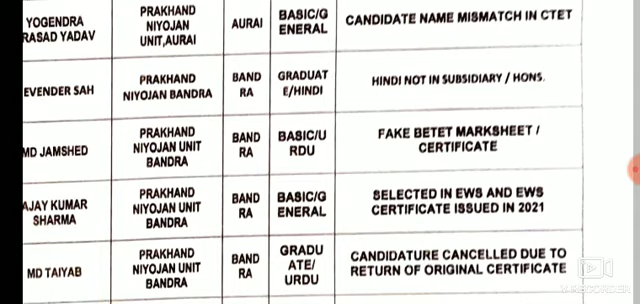 YOGENDRA
RASAD YADAV
PRAKHAND
NIYOJAN
UNIT,AURAI
AURAI
BASIC/G
ENERAL
CANDIDATE NAME MISMATCH IN CTET
EVENDER SAH
PRAKHAND
NIYOJAN BANDRA
BAND
RA
GRADUAT
E/HINDI
HINDI NOT IN SUBSIDIARY / HONS.
MD JAMSHED
PRAKHAND
NIYOJAN UNIT
BANDRA
BAND
RA
BASIC/U
RDU
FAKE BETET MARKSHEET /
CERTIFICATE
AJAY KUMAR
SHARMA
PRAKHAND
NIYOJAN UNIT
BANDRA
BAND
RA
BASIC/G
ENERAL
SELECTED IN EWS AND EWS
CERTIFICATE ISSUED IN 2021
MD TAIYAB
PRAKHAND
NIYOJAN UNIT
BANDRA
BAND
RA
GRADU
ATE/
URDU
CANDIDATURE CANCELLED DUE TO
RETURN OF ORIGINAL CERTIFICATE
RECORDER